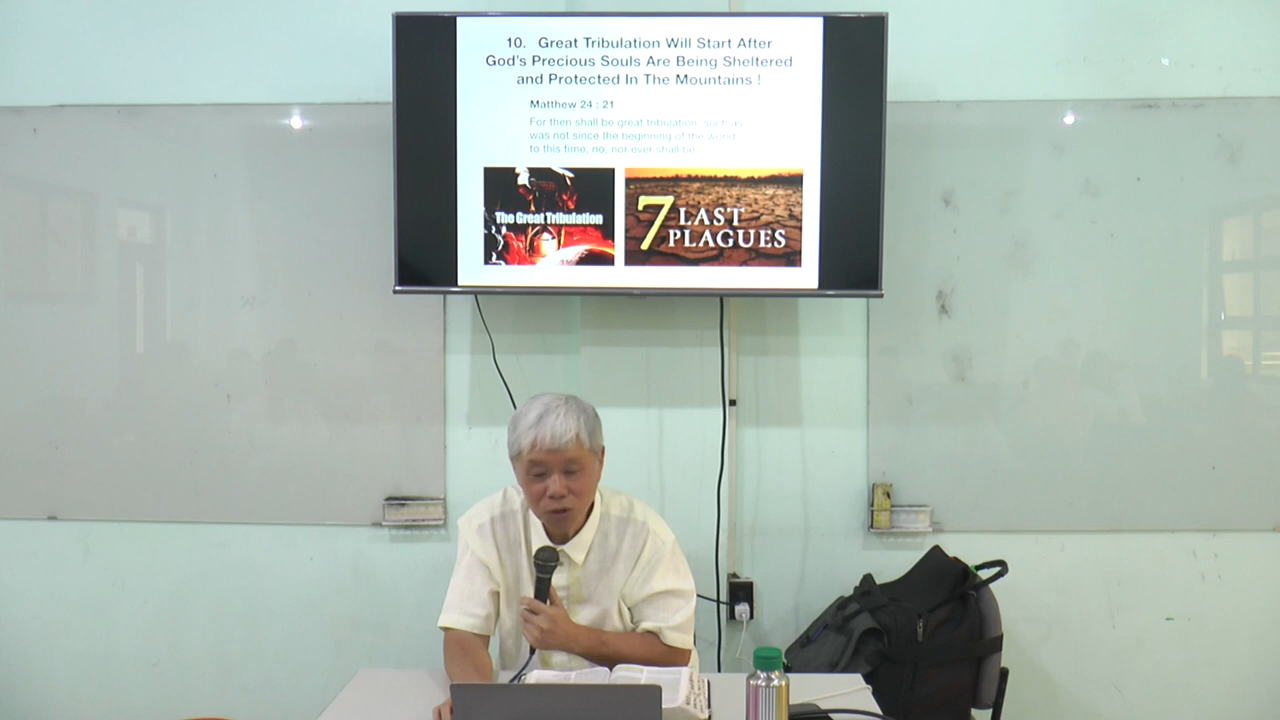 10. Great Tribulation Will Start After
God's Precious Souls Are Being Sheltered
and Protected In The Mountains !
Matthew 24 : 21
For then shall be great tribulation, such as
was not since the beginning of the world
to this time, no, nor ever shall be.
The Great Tribulation
7 LAST
PLAGUES